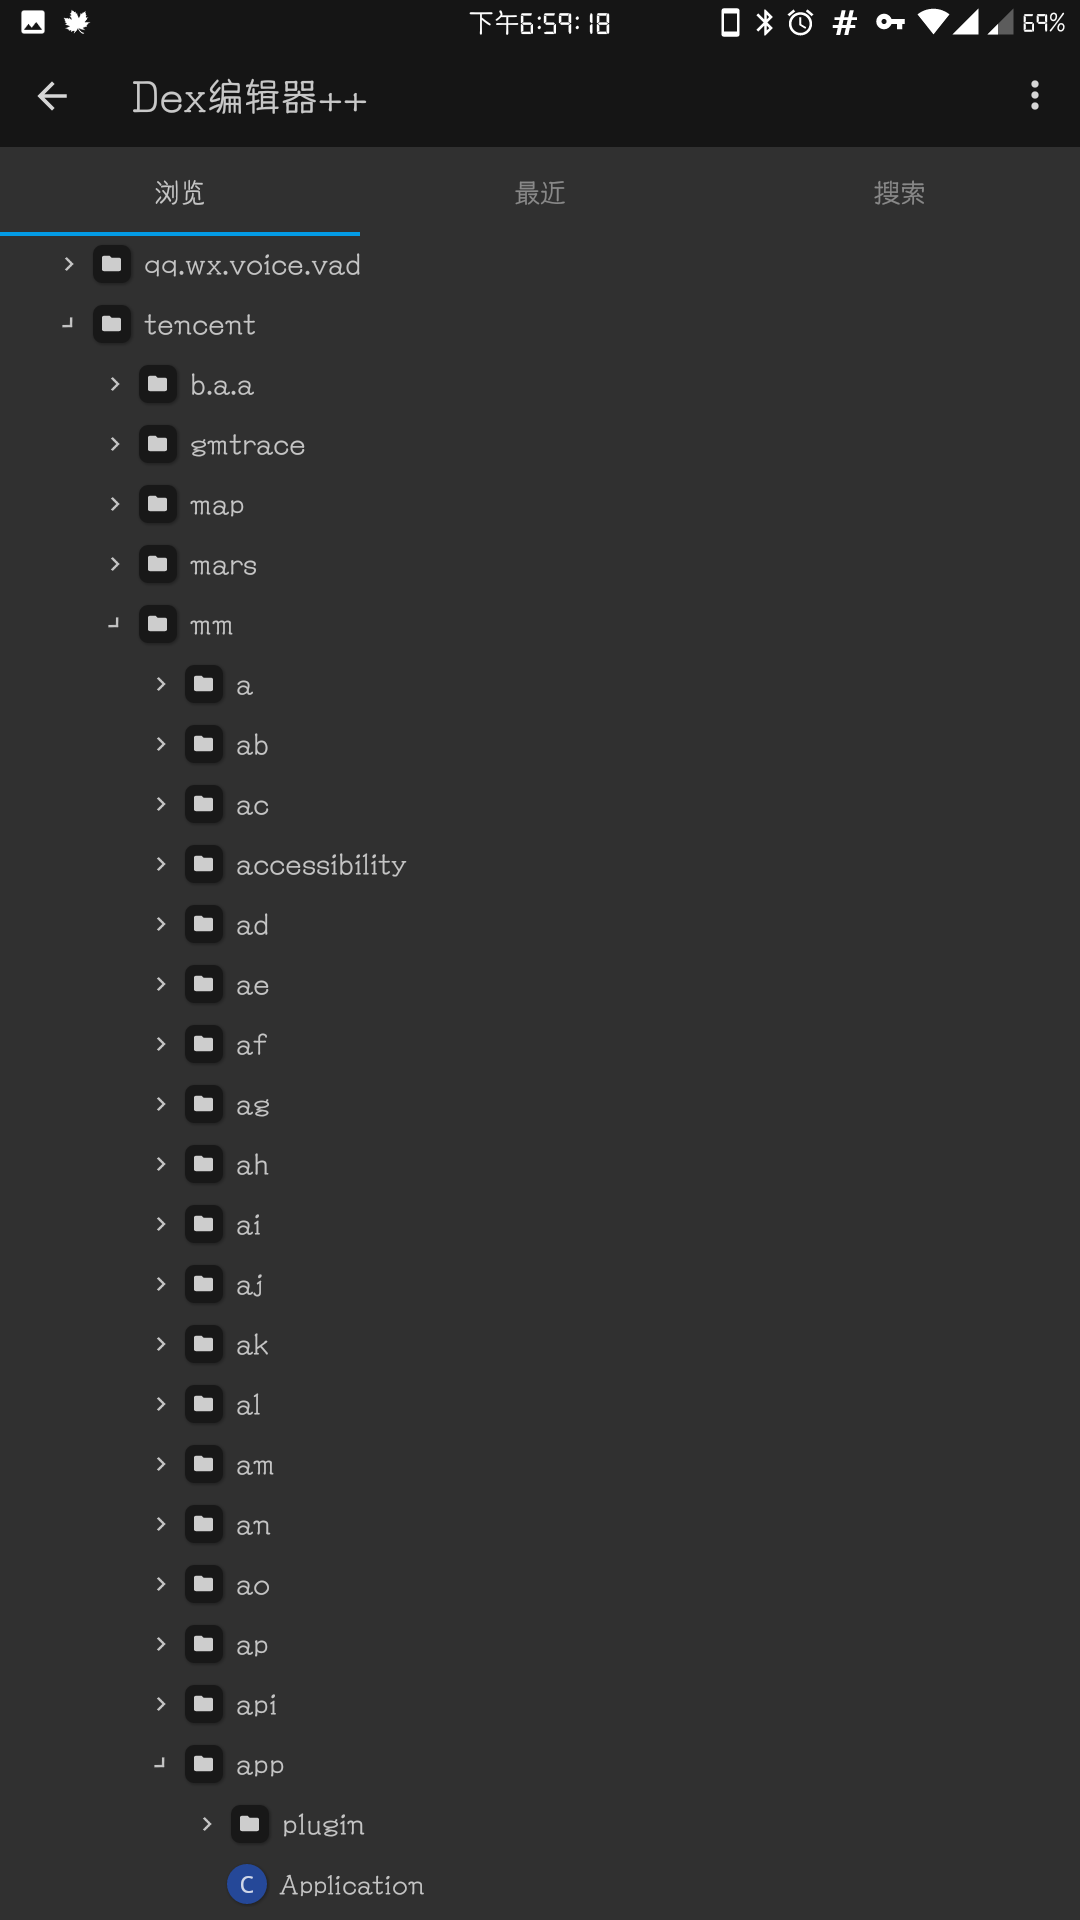 下午6:59:18 # 69%
Dex编辑器++
浏览 最近 搜索
qq.wx.voice.vad
tencent
b.a.a
gmtrace
map
mars
mm
a
ab
ac
accessibility
ad
ae
af
ag
ah
ai
aj
ak
al
am
an
ao
ap
api
app
plugin
C Application